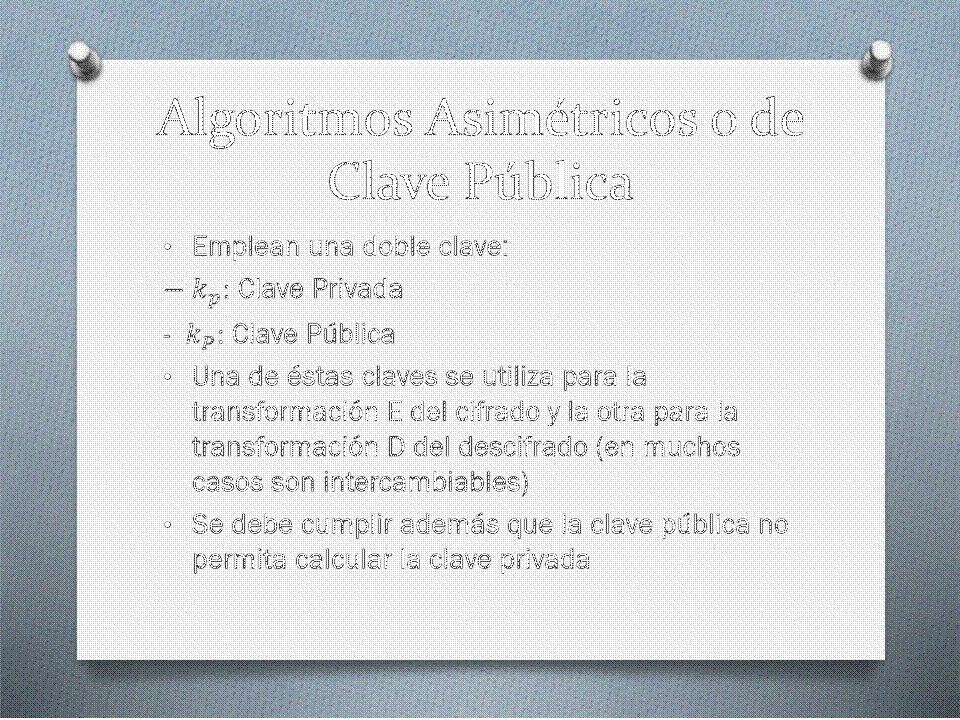 Algoritmos Asimétricos o de
Clave Pública
• Emplean una doble clave:
– kₚ: Clave Privada
- k_P: Clave Pública
• Una de éstas claves se utiliza para la
transformación E del cifrado y la otra para la
transformación D del descifrado (en muchos
casos son intercambiables)
• Se debe cumplir además que la clave pública no
permita calcular la clave privada